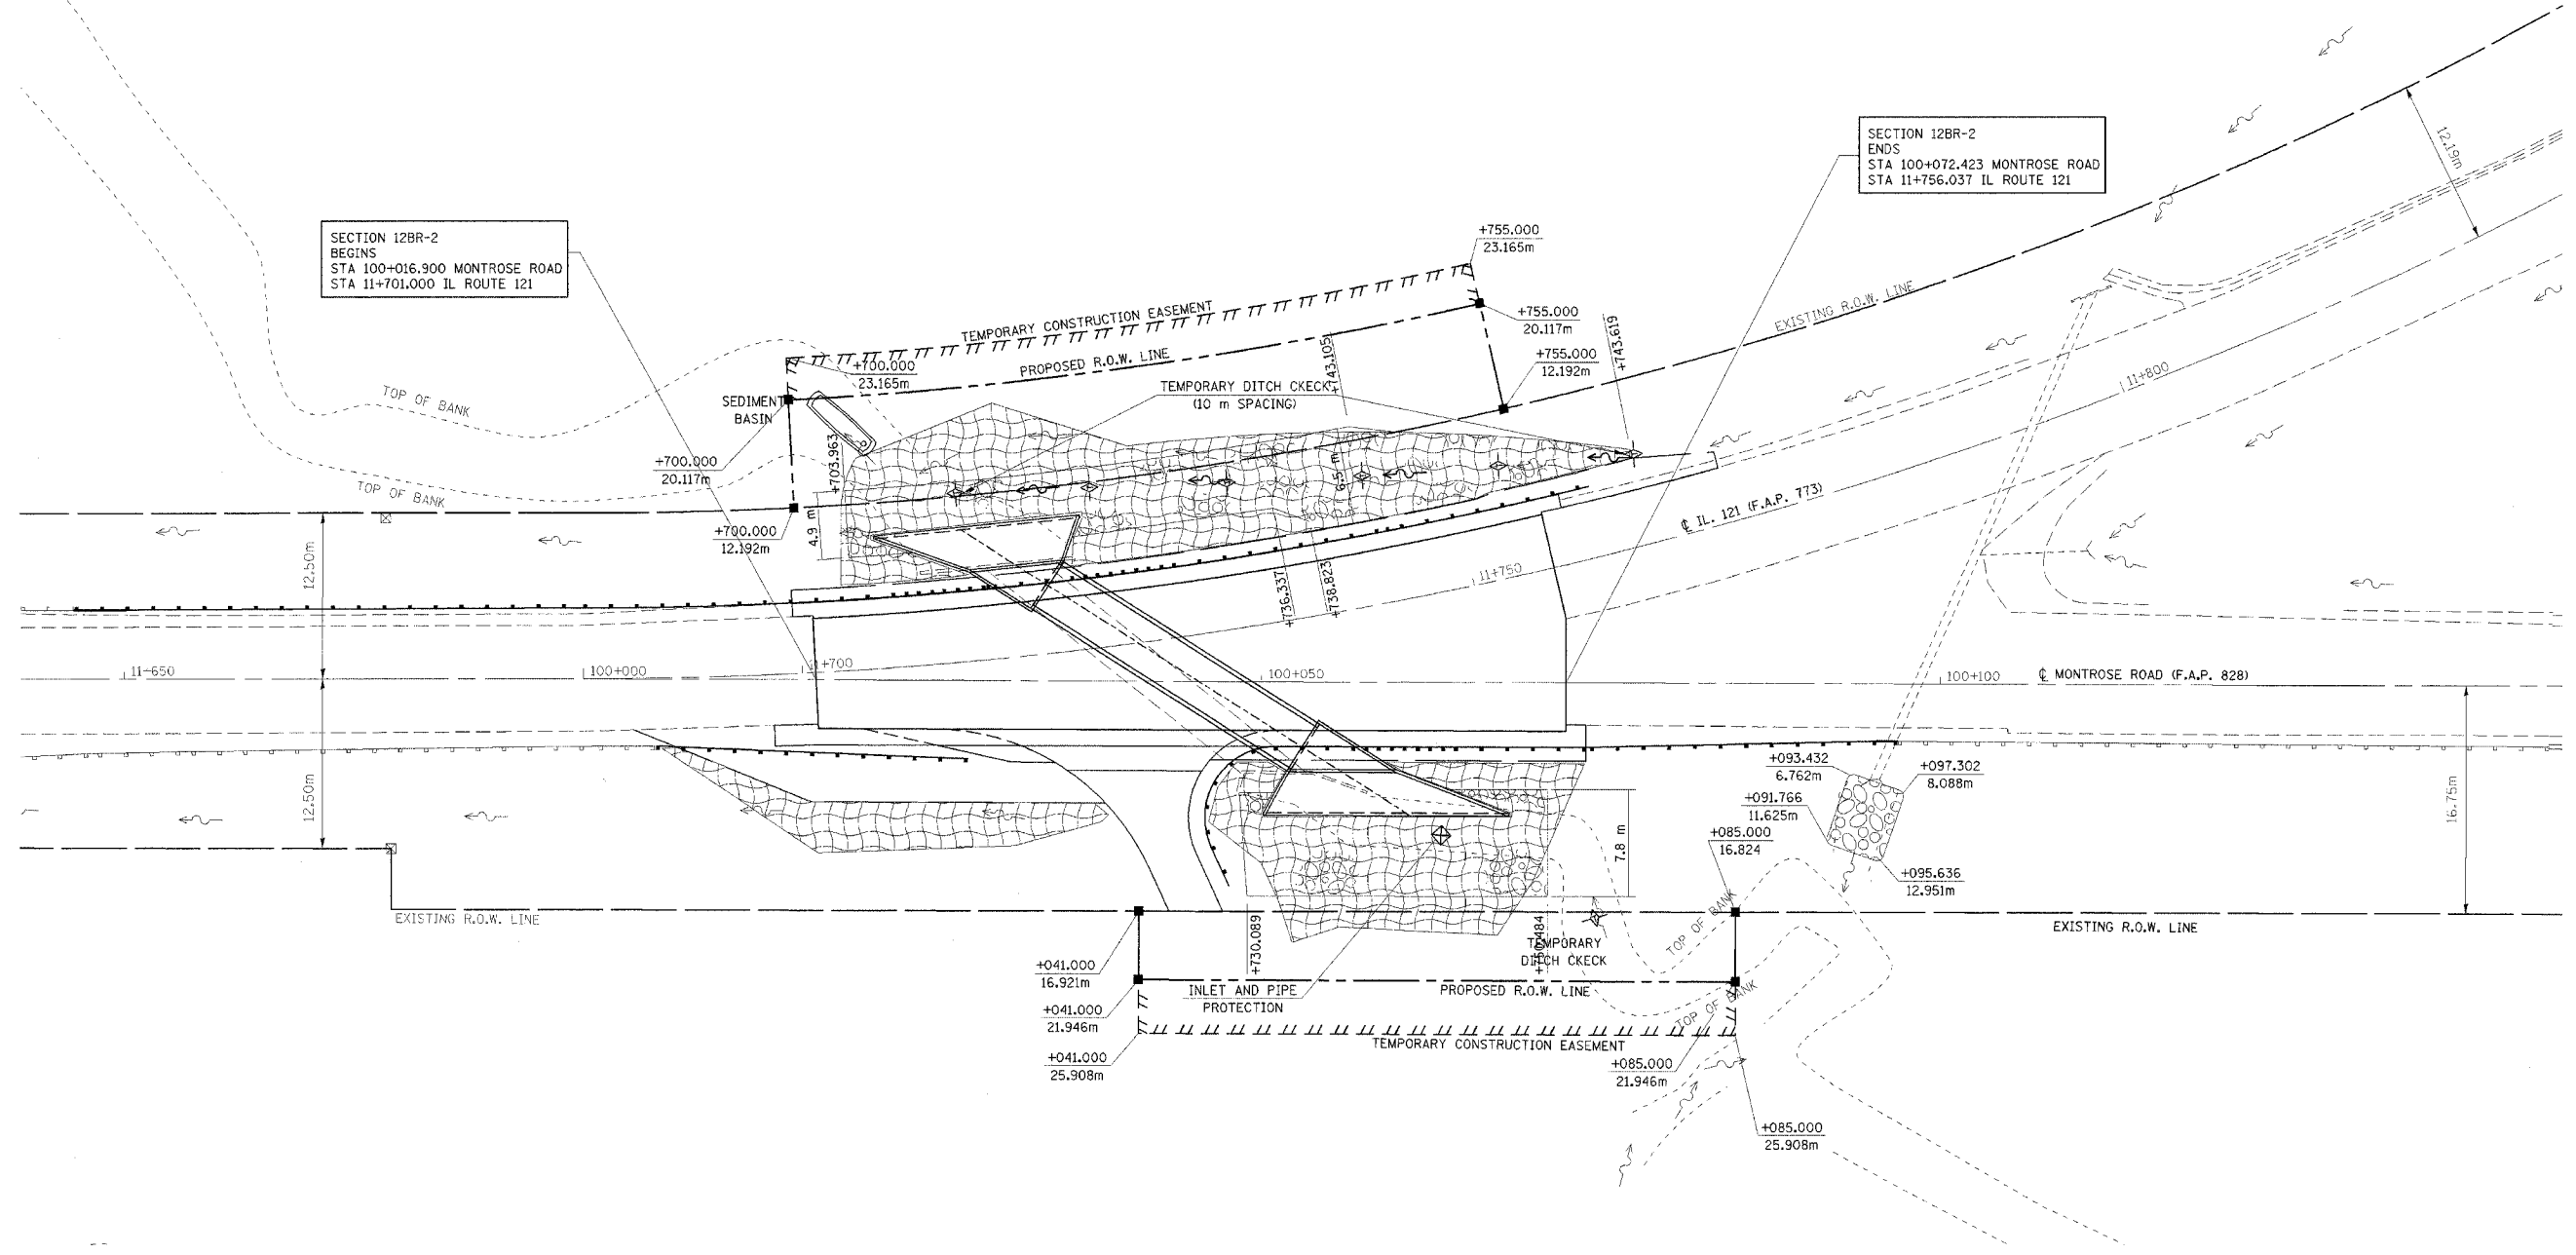 SECTION 12BR-2
BEGINS
STA 100+016.900 MONTROSE ROAD
STA 11+701.000 IL ROUTE 121
SECTION 12BR-2
ENDS
STA 100+072.423 MONTROSE ROAD
STA 11+756.037 IL ROUTE 121
12.19m
+755.000
23.165m
TEMPORARY CONSTRUCTION EASEMENT
+755.000
20.117m
+743.619
EXISTING R.O.W. LINE
+700.000
23.165m
PROPOSED R.O.W. LINE
+743.105
+755.000
12.192m
TEMPORARY DITCH CKECK
(10 m SPACING)
SEDIMENT
BASIN
TOP OF BANK
11+800
+703.963
+700.000
20.117m
6.5 m
TOP OF BANK
℄ IL. 121 (F.A.P. 773)
+700.000
12.192m
4.9 m
12.50m
+736.337
+738.823
11+750
11+650
100+000
11+700
100+050
100+100
℄ MONTROSE ROAD (F.A.P. 828)
12.50m
+093.432
6.762m
+097.302
8.088m
+091.766
11.625m
16.75m
+085.000
16.824
7.8 m
+095.636
12.951m
EXISTING R.O.W. LINE
TOP OF BANK
EXISTING R.O.W. LINE
+730.089
TEMPORARY
DITCH CKECK
+041.000
16.921m
INLET AND PIPE
PROTECTION
PROPOSED R.O.W. LINE
TOP OF BANK
+041.000
21.946m
TEMPORARY CONSTRUCTION EASEMENT
+041.000
25.908m
+085.000
21.946m
+085.000
25.908m